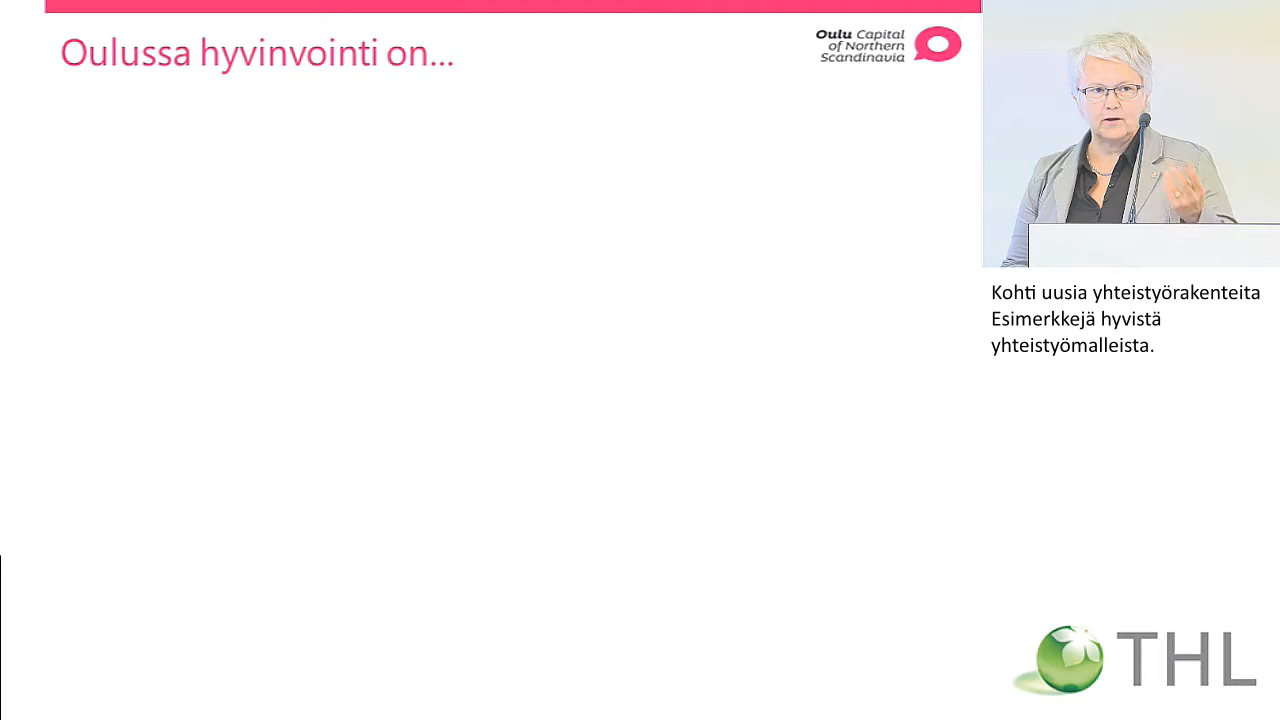 Oulussa hyvinvointi on...
Oulu Capital
of Northern
Scandinavia
Kohti uusia yhteistyörakenteita
Esimerkkejä hyvistä
yhteistyömalleista.
THL